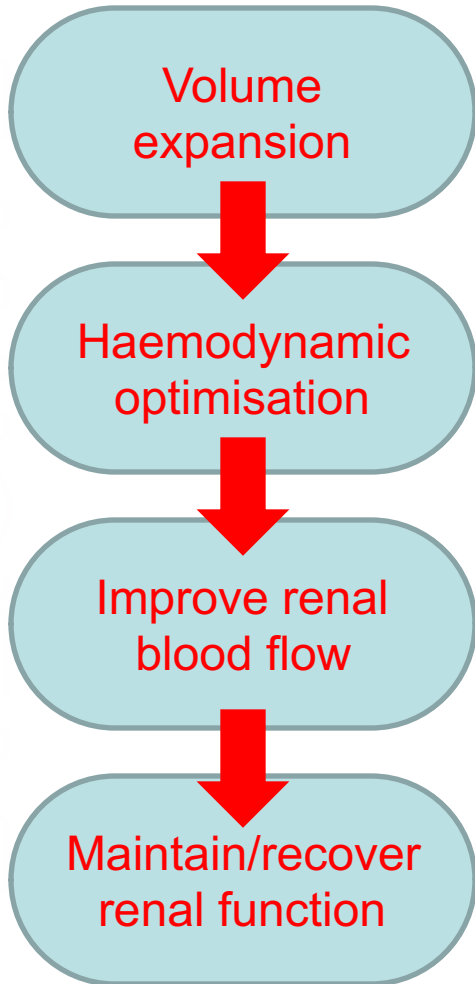 Volume
expansion
Haemodynamic
optimisation
Improve renal
blood flow
Maintain/recover
renal function